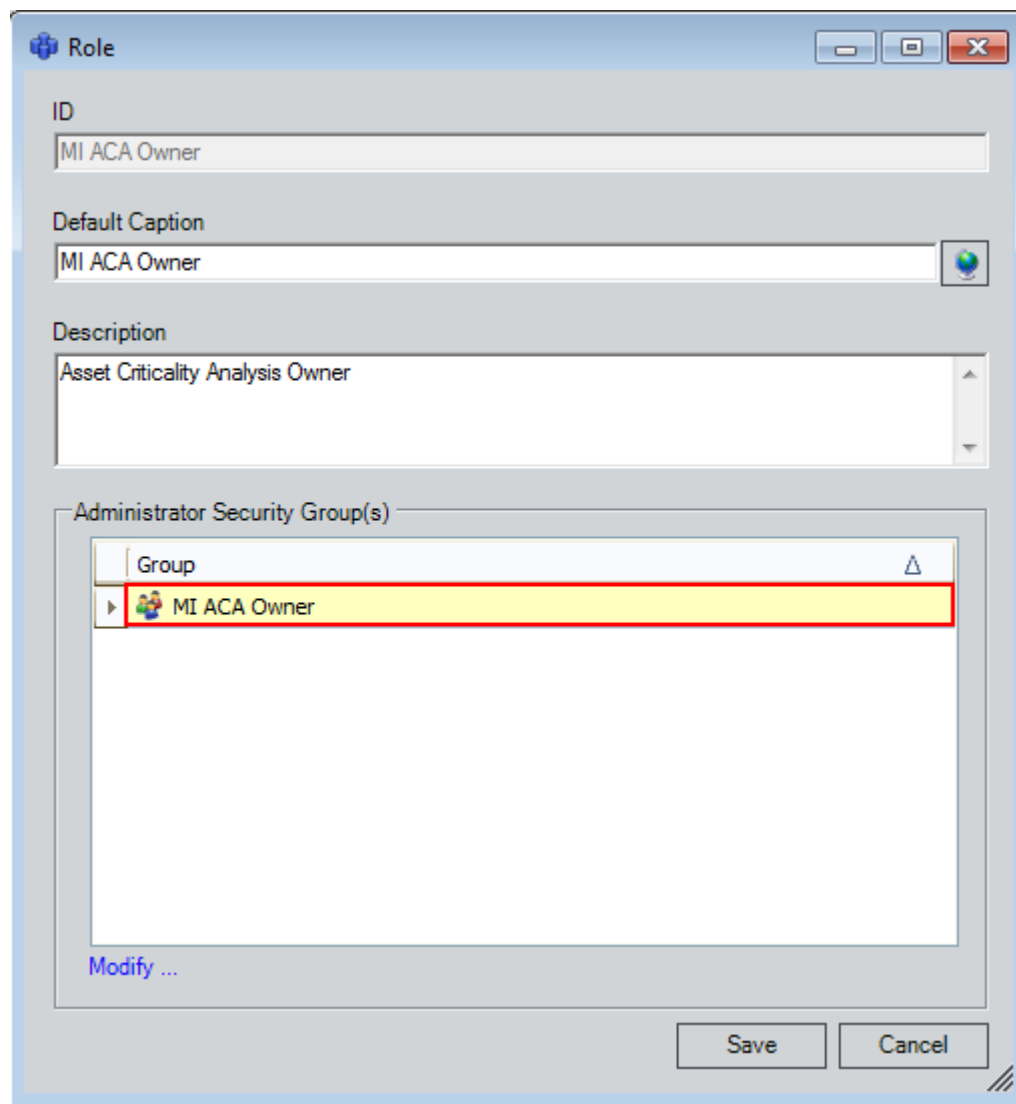 Role
ID
MI ACA Owner
Default Caption
MI ACA Owner
Description
Asset Criticality Analysis Owner
Administrator Security Group(s)
Group
MI ACA Owner
Modify ...
Save
Cancel